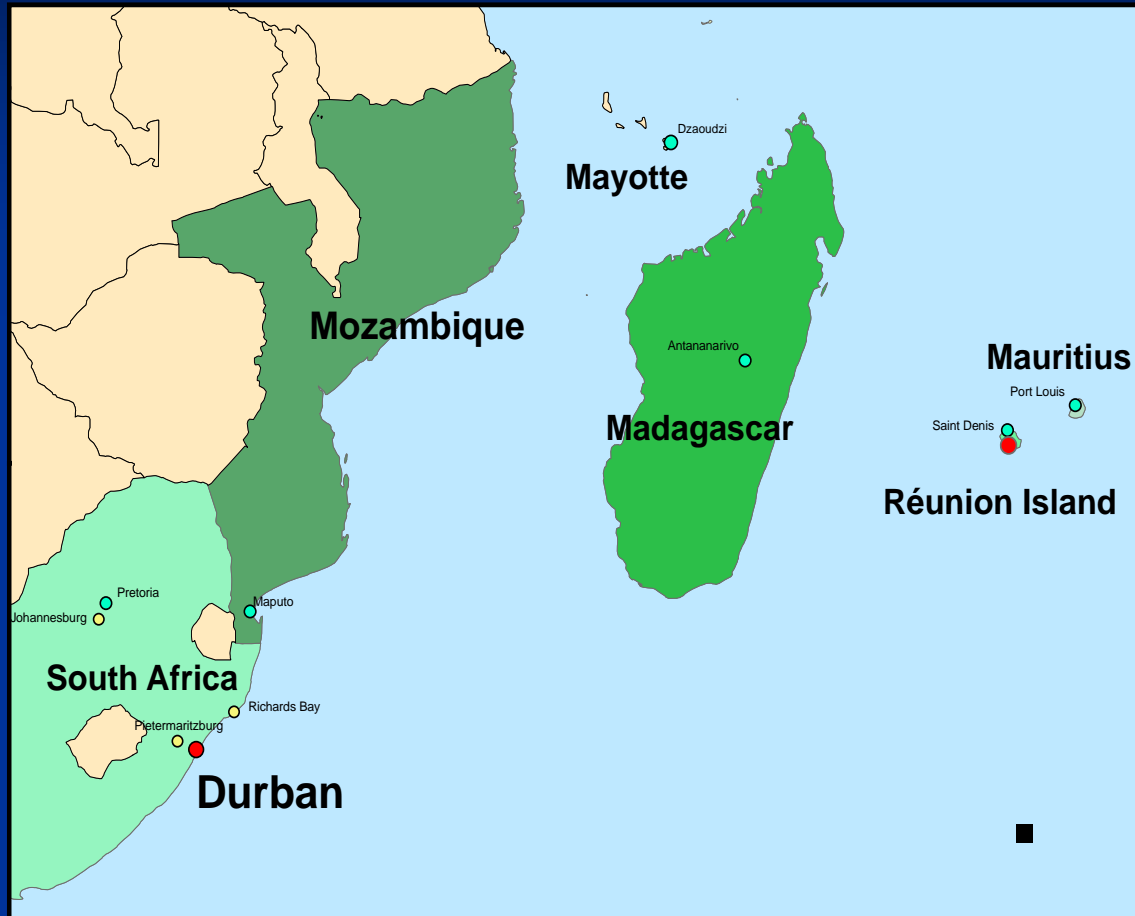 Dzaoudzi
Mayotte
Mozambique
Antananarivo
Mauritius
Port Louis
Madagascar
Saint Denis
Réunion Island
Pretoria
Maputo
Johannesburg
South Africa
Richards Bay
Pietermaritzburg
Durban